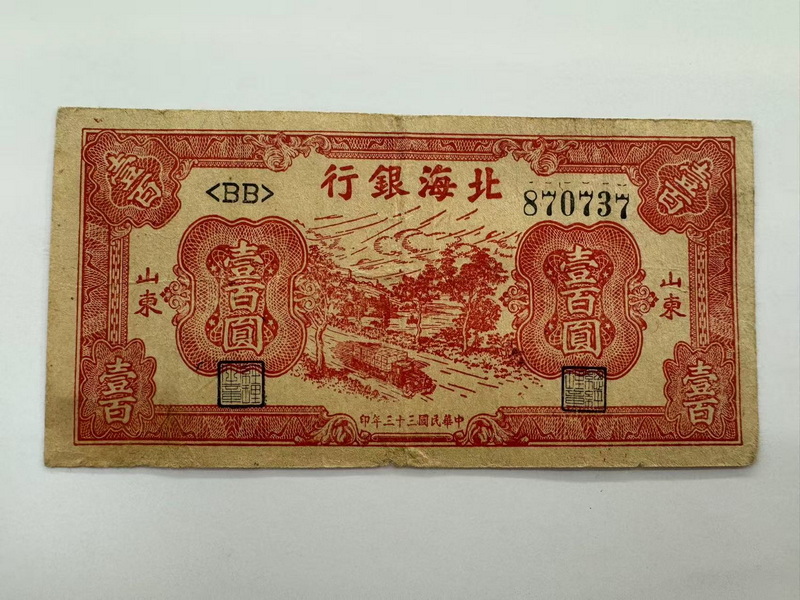 北海銀行
<BB>
870737
壹百
壹百
壹百圓
壹百圓
山東
山東
壹百
壹百
中華民國三十三年印